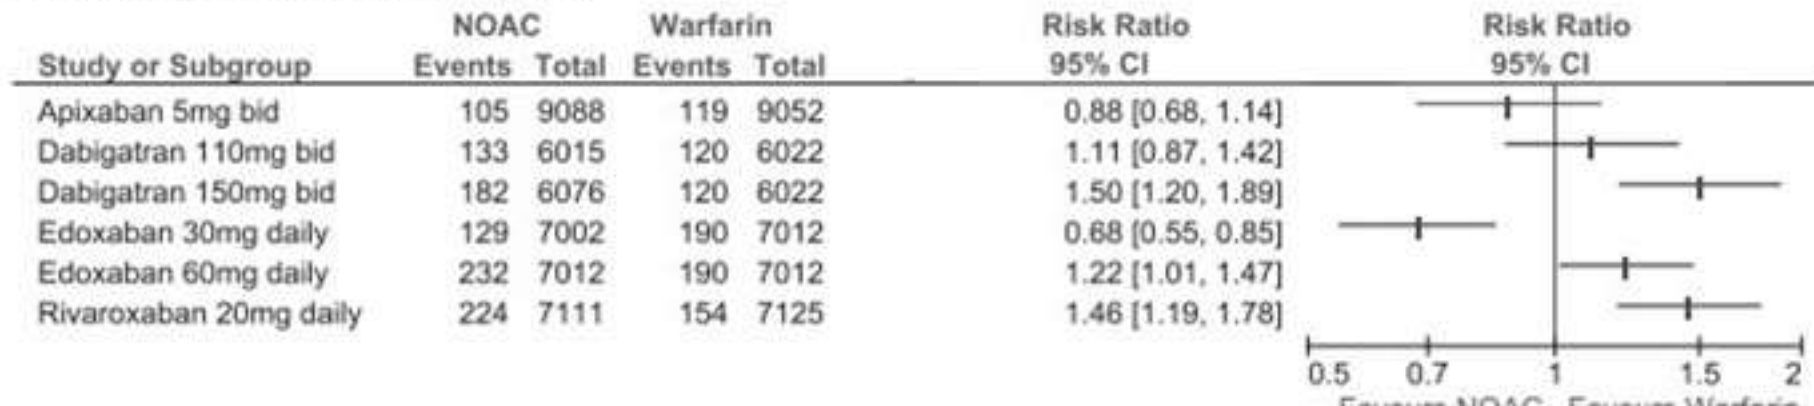 NOAC Warfarin Risk Ratio Risk Ratio
Study or Subgroup Events Total Events Total 95% CI 95% CI
Apixaban 5mg bid 105 9088 119 9052 0.88 [0.68, 1.14]
Dabigatran 110mg bid 133 6015 120 6022 1.11 [0.87, 1.42]
Dabigatran 150mg bid 182 6076 120 6022 1.50 [1.20, 1.89]
Edoxaban 30mg daily 129 7002 190 7012 0.68 [0.55, 0.85]
Edoxaban 60mg daily 232 7012 190 7012 1.22 [1.01, 1.47]
Rivaroxaban 20mg daily 224 7111 154 7125 1.46 [1.19, 1.78]
0.5 0.7 1 1.5 2
Favours NOAC Favours Warfarin